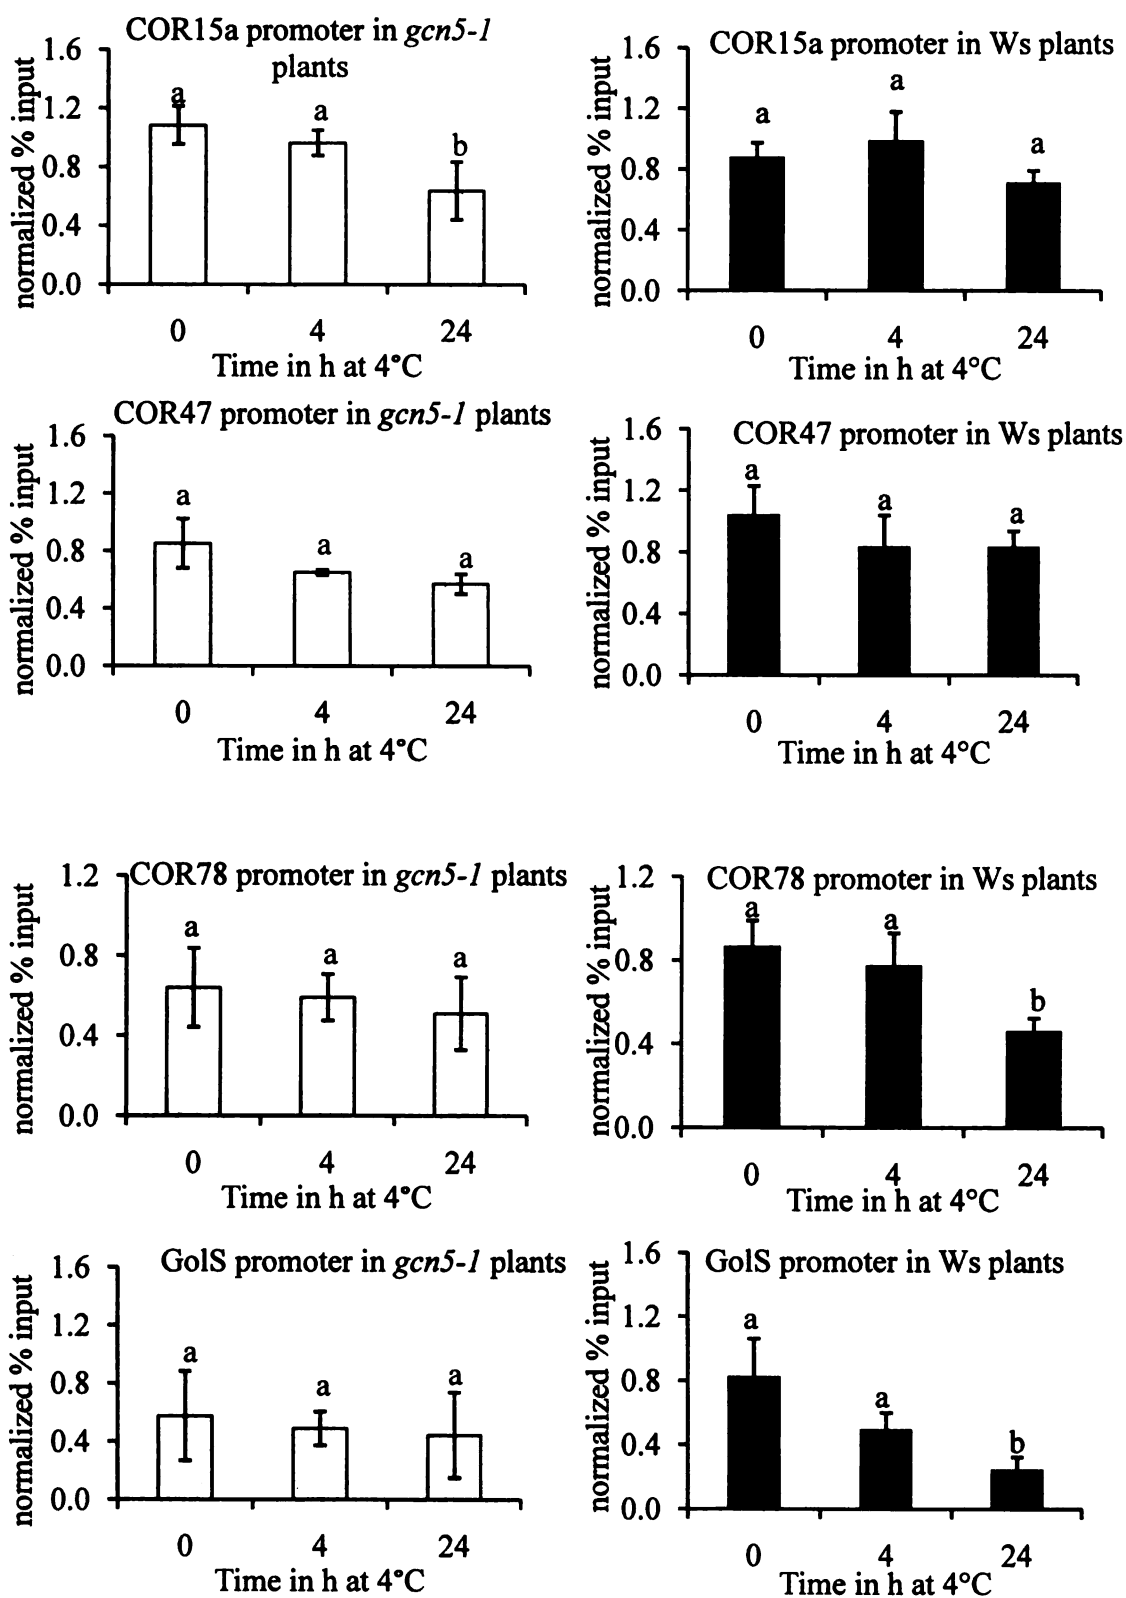 COR15a promoter in gcn5-1
plants
normalized % input
1.6
1.2
0.8
0.4
0.0
a
a
b
0
4
24
Time in h at 4°C
COR15a promoter in Ws plants
normalized % input
1.6
1.2
0.8
0.4
0.0
a
a
a
0
4
24
Time in h at 4°C
COR47 promoter in gcn5-1 plants
normalized % input
1.6
1.2
0.8
0.4
0.0
a
a
a
0
4
24
Time in h at 4°C
COR47 promoter in Ws plants
normalized % input
1.6
1.2
0.8
0.4
0.0
a
a
a
0
4
24
Time in h at 4°C
COR78 promoter in gcn5-1 plants
normalized % input
1.2
0.8
0.4
0.0
a
a
a
0
4
24
Time in h at 4°C
COR78 promoter in Ws plants
normalized % input
1.2
0.8
0.4
0.0
a
a
b
0
4
24
Time in h at 4°C
GolS promoter in gcn5-1 plants
normalized % input
1.6
1.2
0.8
0.4
0.0
a
a
a
0
4
24
Time in h at 4°C
GolS promoter in Ws plants
normalized % input
1.6
1.2
0.8
0.4
0.0
a
a
b
0
4
24
Time in h at 4°C